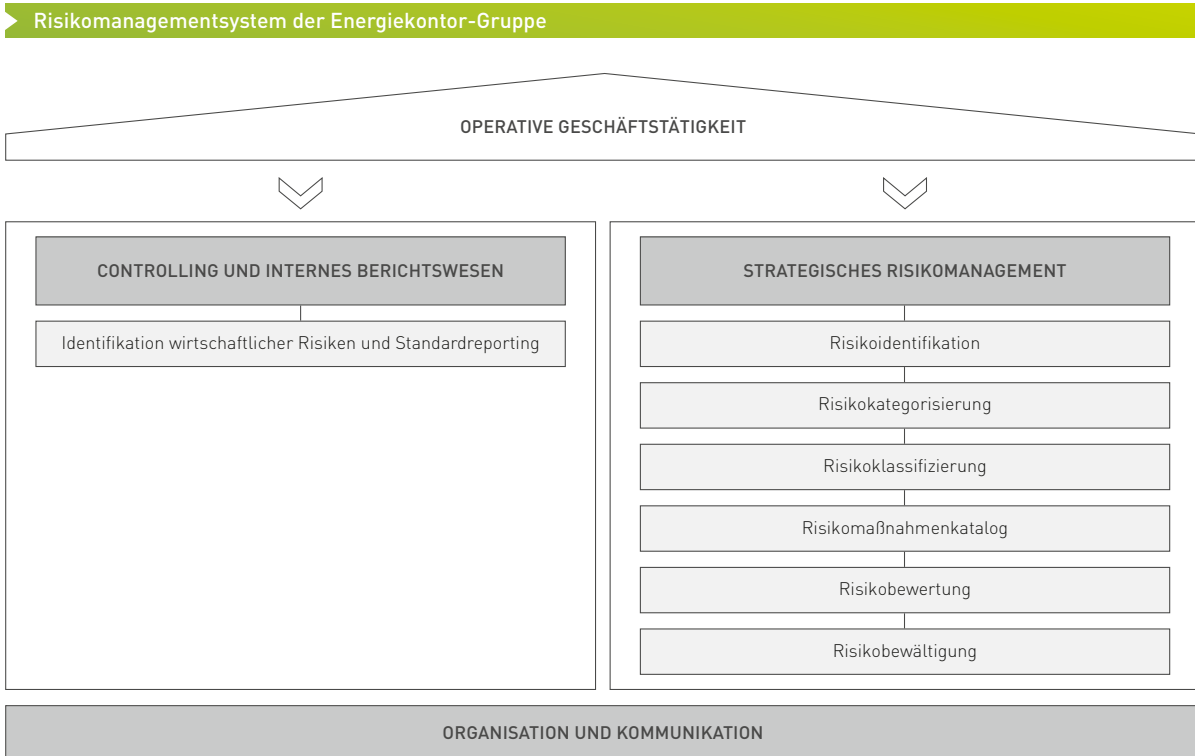 Risikomanagementsystem der Energiekontor-Gruppe
OPERATIVE GESCHÄFTSTÄTIGKEIT
CONTROLLING UND INTERNES BERICHTSWESEN
Identifikation wirtschaftlicher Risiken und Standardreporting
STRATEGISCHES RISIKOMANAGEMENT
Risikoidentifikation
Risikokategorisierung
Risikoklassifizierung
Risikomaßnahmenkatalog
Risikobewertung
Risikobewältigung
ORGANISATION UND KOMMUNIKATION